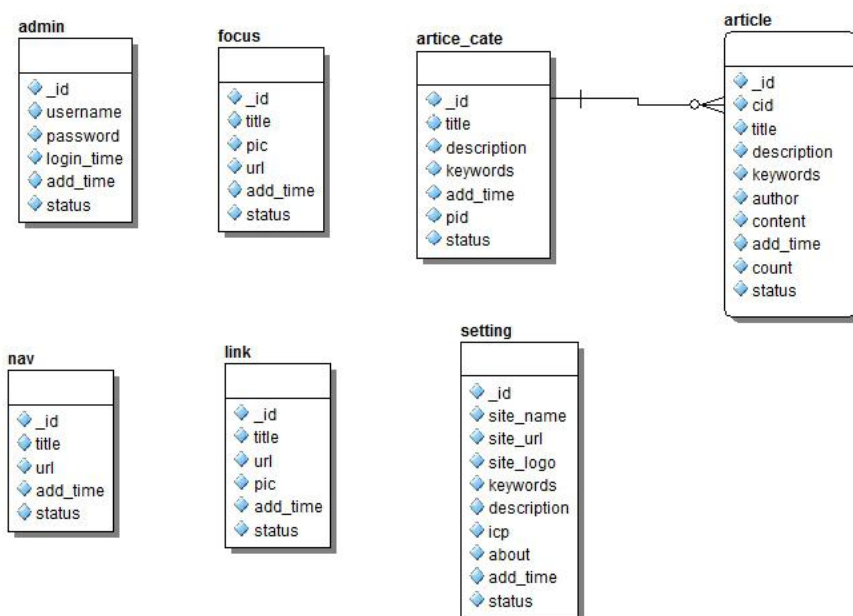 admin
_id
username
password
login_time
add_time
status
focus
_id
title
pic
url
add_time
status
artice_cate
_id
title
description
keywords
add_time
pid
status
article
_id
cid
title
description
keywords
author
content
add_time
count
status
nav
_id
title
url
add_time
status
link
_id
title
url
pic
add_time
status
setting
_id
site_name
site_url
site_logo
keywords
description
icp
about
add_time
status